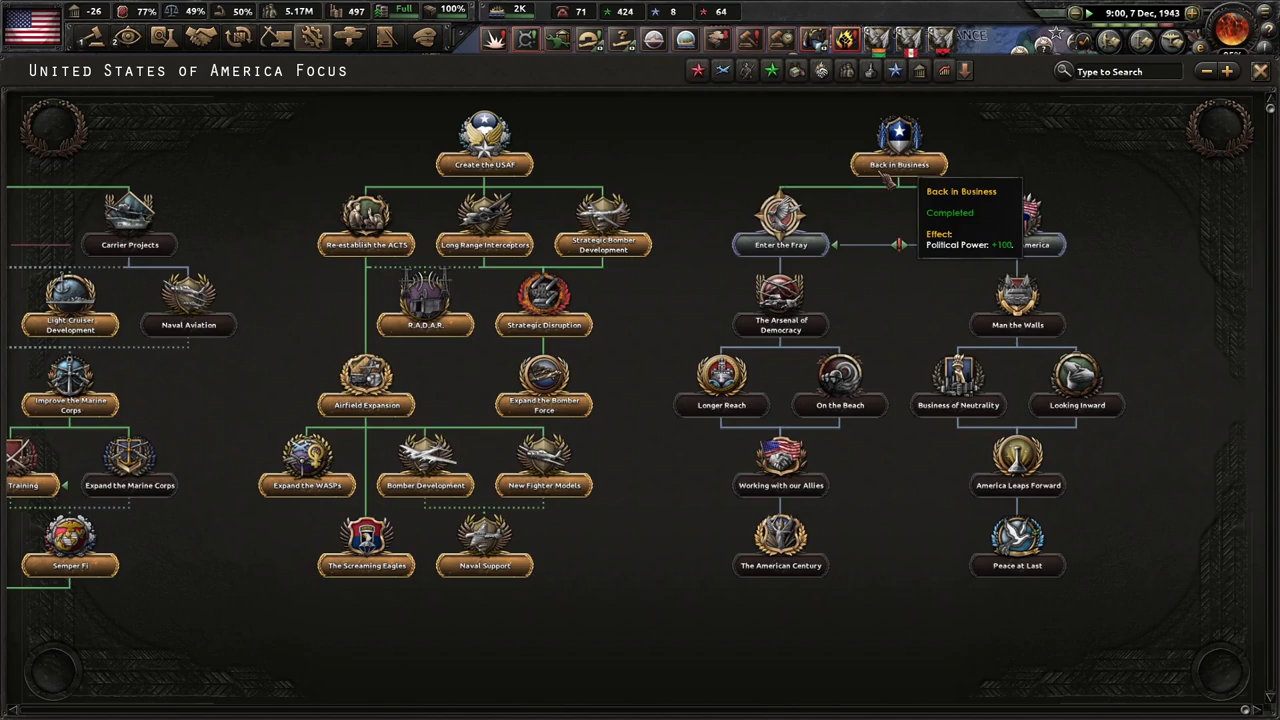 -26 77% 49% 50% 5.17M 497 Full 100% 2K 71 424 8 64 9:00, 7 Dec, 1943
1 2
UNITED STATES OF AMERICA FOCUS
Type to Search
Create the USAF
Back in Business
Back in Business
Completed
Effect:
Political Power: +100.
Carrier Projects
Re-establish the ACTS
Long Range Interceptors
Strategic Bomber
Development
Enter the Fray
Light Cruiser
Development
Naval Aviation
R.A.D.A.R.
Strategic Disruption
The Arsenal of
Democracy
Man the Walls
Improve the Marine
Corps
Airfield Expansion
Expand the Bomber
Force
Longer Reach
On the Beach
Business of Neutrality
Looking Inward
Training
Expand the Marine Corps
Expand the WASPs
Bomber Development
New Fighter Models
Working with our Allies
America Leaps Forward
Semper Fi
The Screaming Eagles
Naval Support
The American Century
Peace at Last